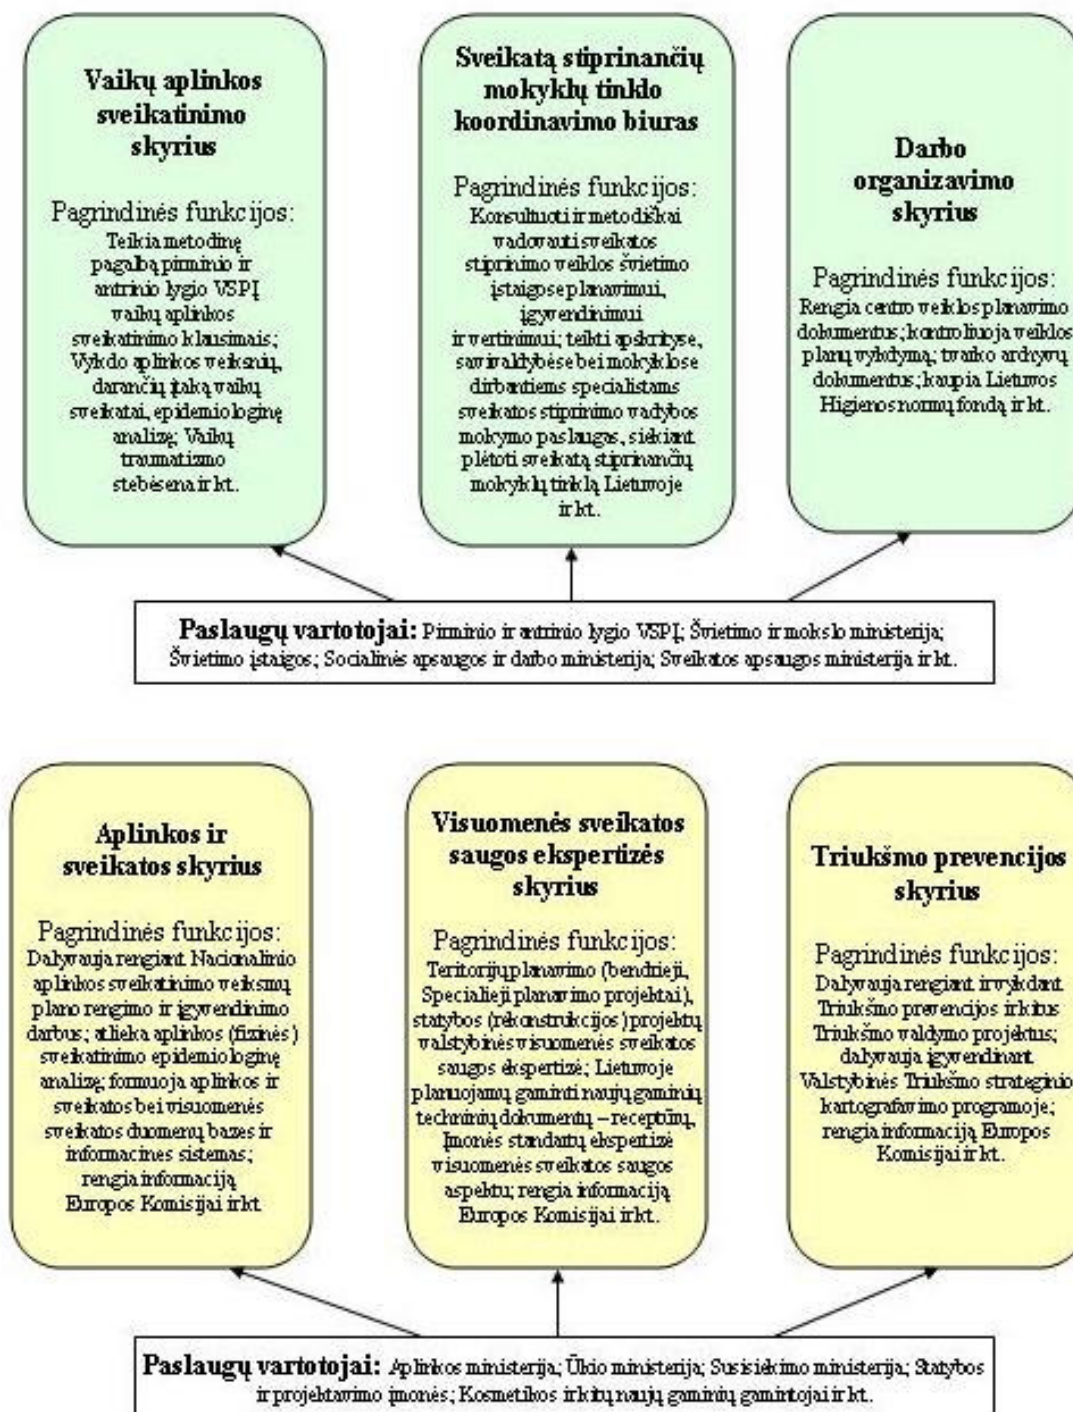 Vaikų aplinkos
sveikatinimo
skyrius
Pagrindinės funkcijos:
Teikia metodinę
pagalbą pirminio ir
antrinio lygio VSPĮ
vaikų aplinkos
sveikatinimo klausimais;
Vykdo aplinkos veiksnių,
darančių įtaką vaikų
sveikatai, epidemiologinę
analizę; Vaikų
traumatizmo
stebėsena ir kt.
Sveikatą stiprinančių
mokyklų tinklo
koordinavimo biuras
Pagrindinės funkcijos:
Konsultuoti ir metodiškai
vadovauti sveikatos
stiprinimo veiklos švietimo
įstaigose planavimui,
įgyvendinimui
ir vertinimui; teikti apskrityse,
savivaldybėse bei mokyklose
dirbantiems specialistams
sveikatos stiprinimo vadybos
mokymo paslaugas, siekiant
plėtoti sveikatą stiprinančių
mokyklų tinklą Lietuvoje
ir kt.
Darbo
organizavimo
skyrius
Pagrindinės funkcijos:
Rengia centro veiklos planavimo
dokumentus; kontroliuoja veiklos
planų vykdymą; tvarko archyvų
dokumentus; kaupia Lietuvos
Higienos normų fondą ir kt.
Paslaugų vartotojai: Pirminio ir antrinio lygio VSPĮ; Švietimo ir mokslo ministerija;
Švietimo įstaigos; Socialinės apsaugos ir darbo ministerija; Sveikatos apsaugos ministerija ir kt.
Aplinkos ir
sveikatos skyrius
Pagrindinės funkcijos:
Dalyvauja rengiant Nacionalinio
aplinkos sveikatinimo veiksmų
plano rengimo ir įgyvendinimo
darbus; atlieka aplinkos (fizinės)
sveikatinimo epidemiologinę
analizę; formuoja aplinkos ir
sveikatos bei visuomenės
sveikatos duomenų bazes ir
informacines sistemas;
rengia informaciją
Europos Komisijai ir kt
Visuomenės sveikatos
saugos ekspertizės
skyrius
Pagrindinės funkcijos:
Teritorijų planavimo (bendrieji,
Specialieji planavimo projektai),
statybos (rekonstrukcijos) projektų
valstybinės visuomenės sveikatos
saugos ekspertizė; Lietuvoje
planuojamų gaminti naujų gaminių
techninių dokumentų – receptūrų,
Įmonės standartų ekspertizė
visuomenės sveikatos saugos
aspektu; rengia informaciją
Europos Komisijai ir kt.
Triukšmo prevencijos
skyrius
Pagrindinės funkcijos:
Dalyvauja rengiant ir vykdant
Triukšmo prevencijos ir kitus
Triukšmo valdymo projektus;
dalyvauja įgyvendinant
Valstybinės Triukšmo strateginio
kartografavimo programoje;
rengia informaciją Europos
Komisijai ir kt.
Paslaugų vartotojai: Aplinkos ministerija; Ūkio ministerija; Susisiekimo ministerija; Statybos
ir projektavimo įmonės; Kosmetikos ir kitų naujų gaminių gamintojai ir kt.